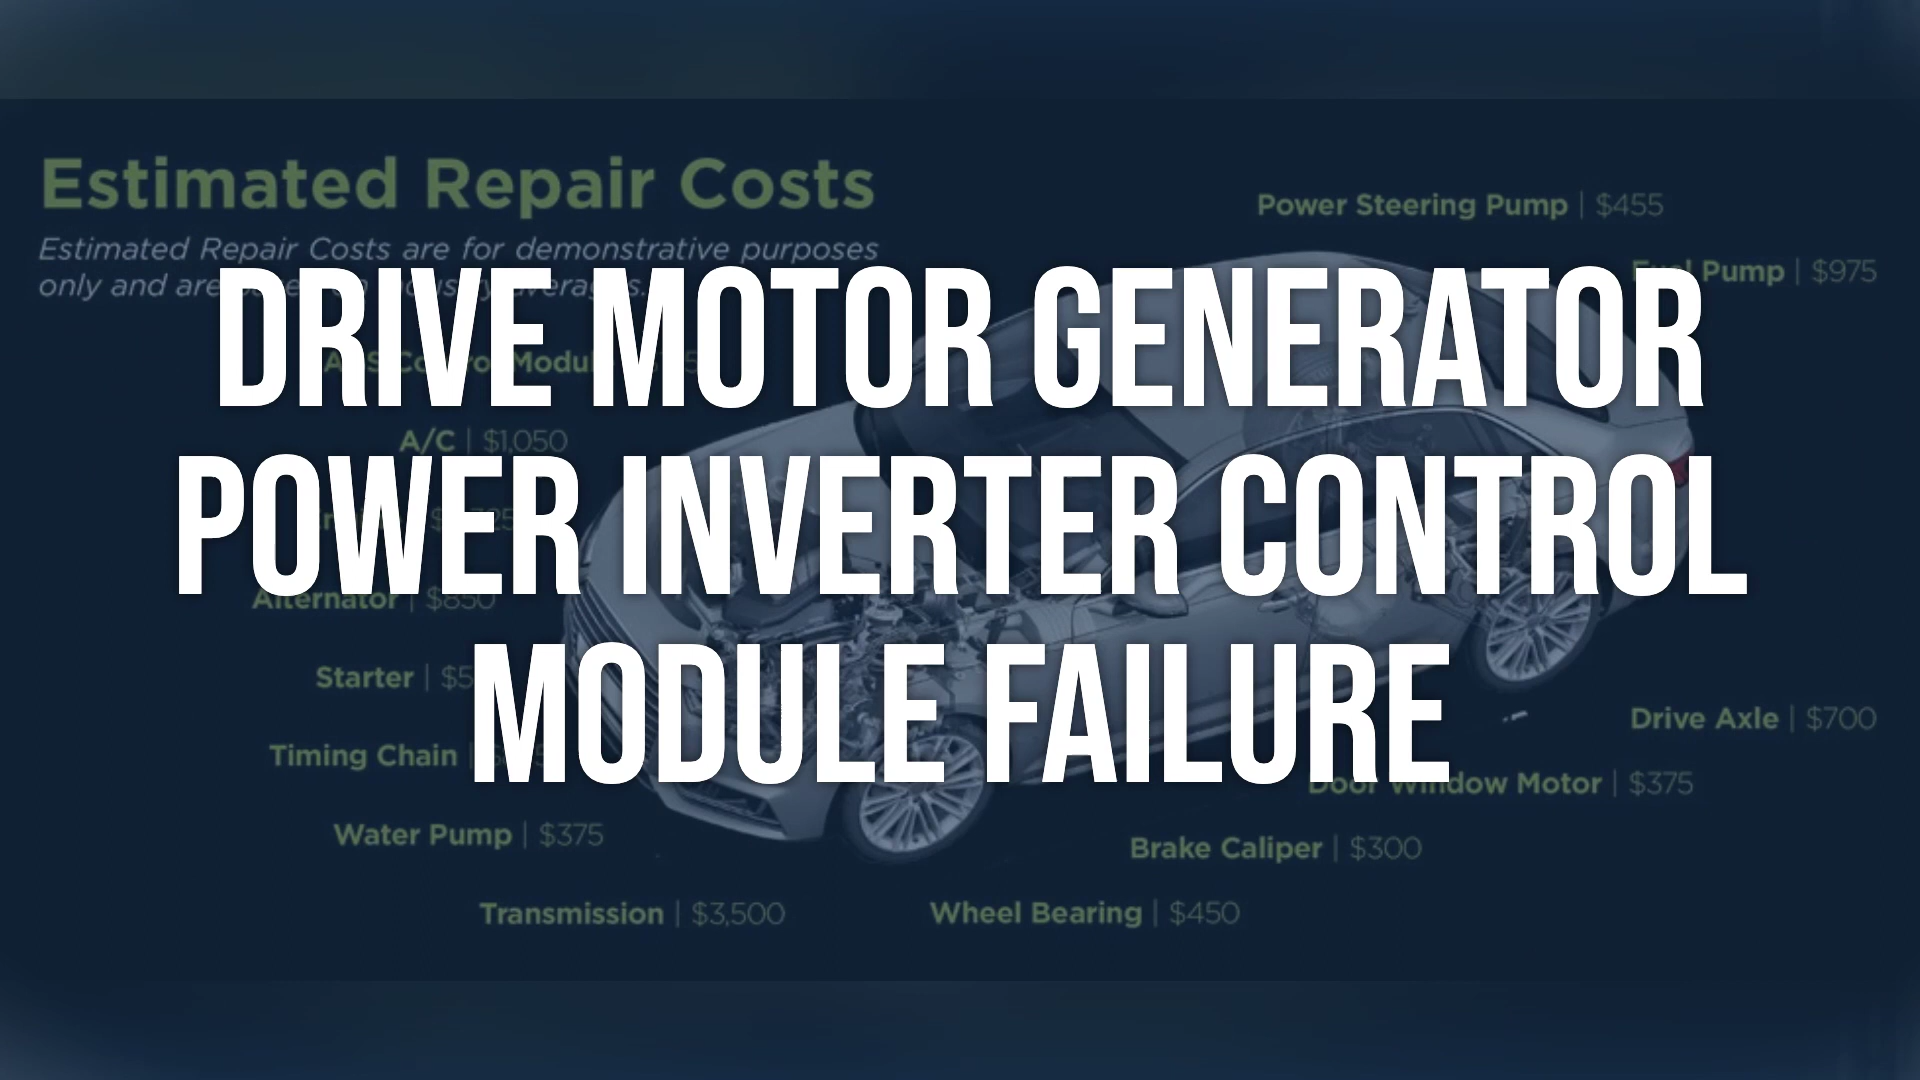 Estimated Repair Costs
Estimated Repair Costs are for demonstrative purposes
only and are
DRIVE MOTOR GENERATOR
POWER INVERTER CONTROL
MODULE FAILURE
Power Steering Pump | $455
Fuel Pump | $975
A/C | $1,050
Alternator | $850
Starter |
Timing Chain |
Water Pump | $375
Transmission | $3,500
Wheel Bearing | $450
Brake Caliper | $300
Door Window Motor | $375
Drive Axle | $700